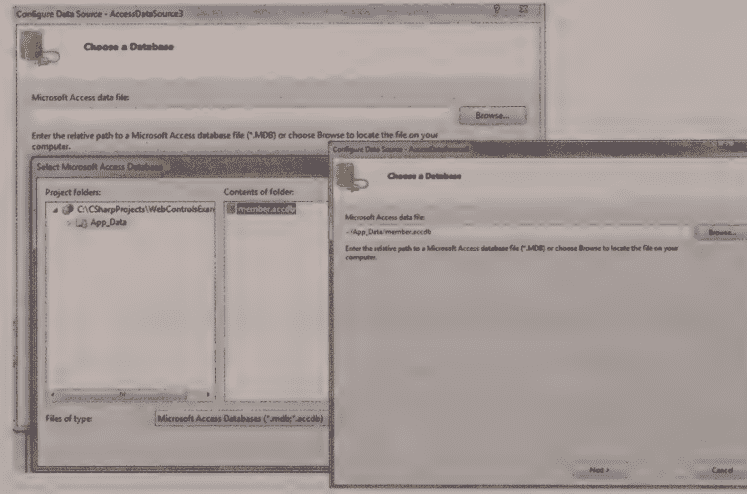 Configure Data Source - AccessDataSource3
Choose a Database
Microsoft Access data file:
Browse...
Enter the relative path to a Microsoft Access database file (*.MDB) or choose Browse to locate the file on your
computer.
Select Microsoft Access Database
Project folders:
Contents of folder:
C:\CSharpProjects\WebControlsExan
App_Data
member.accdb
Files of type:
Microsoft Access Databases (*.mdb;*.accdb)
Configure Data Source -
Choose a Database
Microsoft Access data file:
~/App_Data/member.accdb
Browse...
Enter the relative path to a Microsoft Access database file (*.MDB) or choose Browse to locate the file on your
computer.
Next >
Cancel